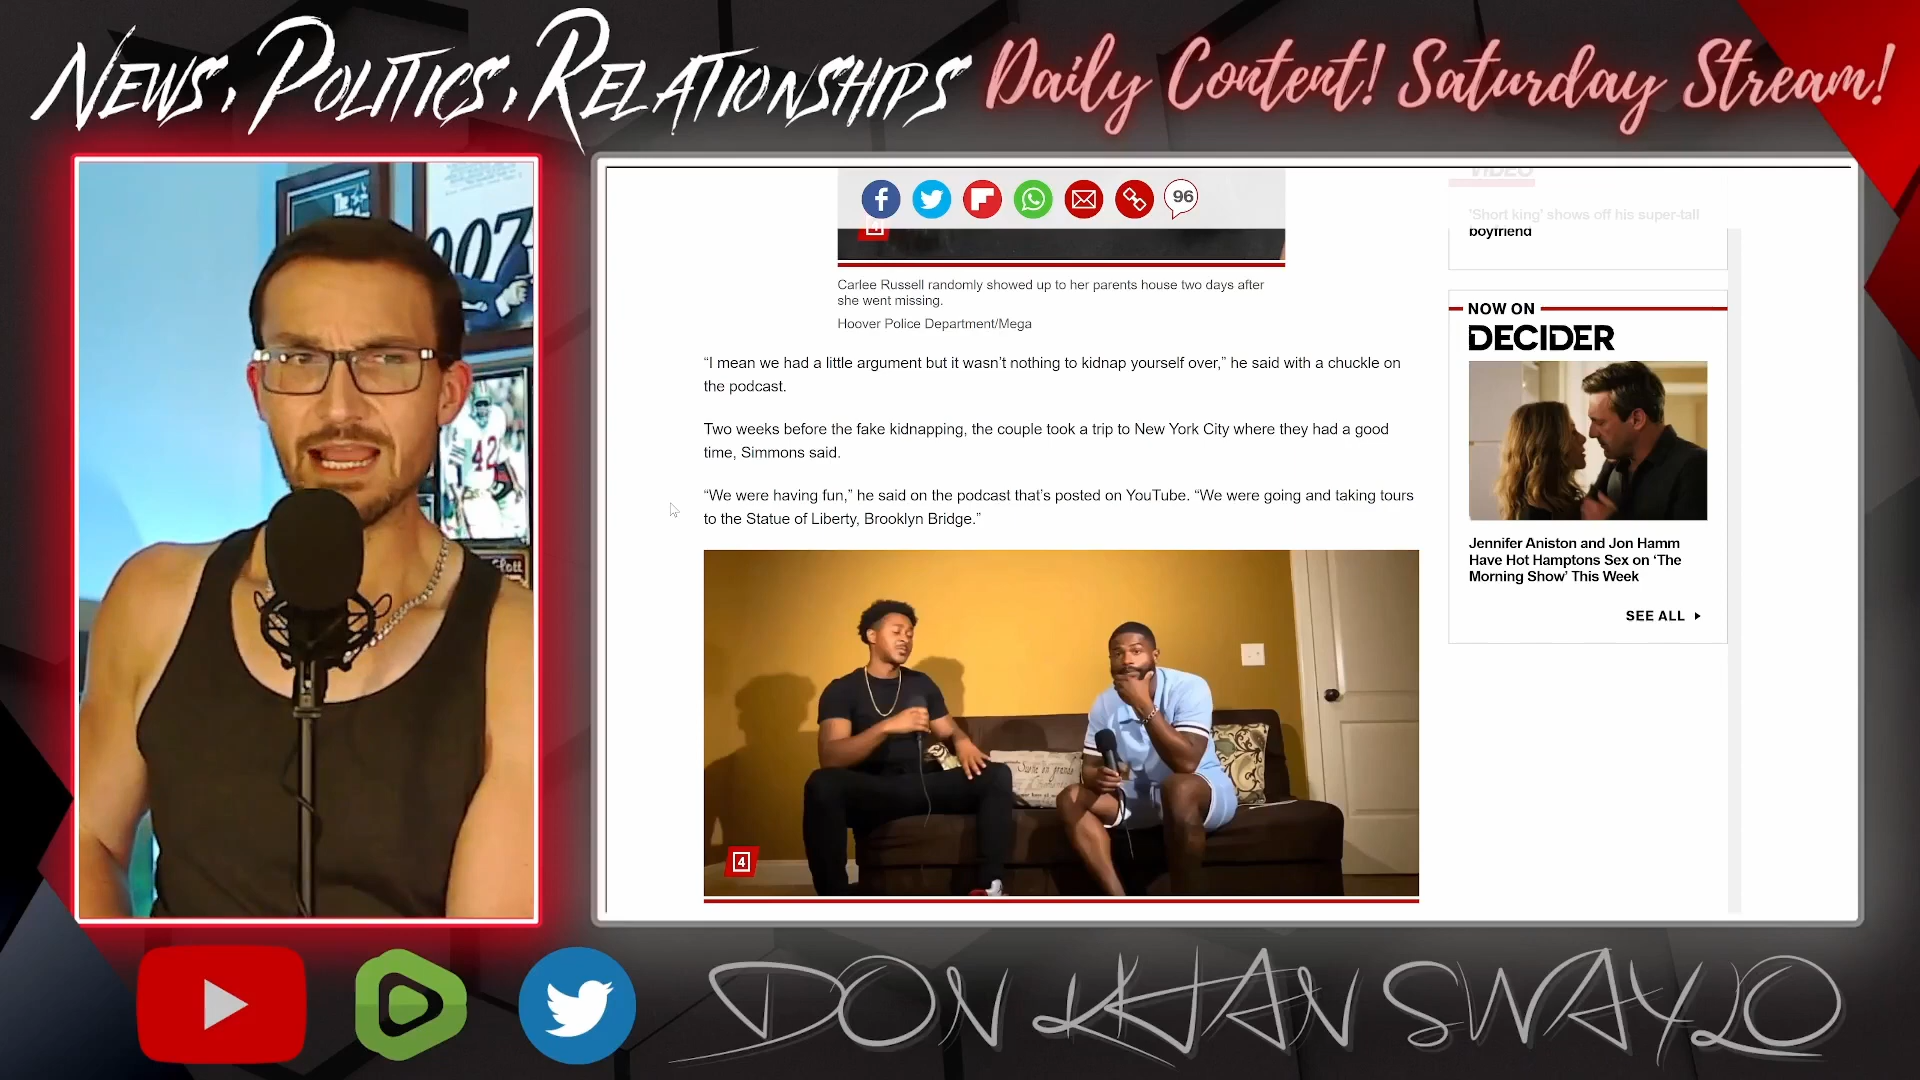 NEWS, POLITICS, RELATIONSHIPS
Daily Content! Saturday Stream!
007
42
96
4
VIDEO
'Short king' shows off his super-tall
boyfriend
Carlee Russell randomly showed up to her parents house two days after
she went missing.
Hoover Police Department/Mega
“I mean we had a little argument but it wasn’t nothing to kidnap yourself over,” he said with a chuckle on
the podcast.
Two weeks before the fake kidnapping, the couple took a trip to New York City where they had a good
time, Simmons said.
“We were having fun,” he said on the podcast that’s posted on YouTube. “We were going and taking tours
to the Statue of Liberty, Brooklyn Bridge.”
4
NOW ON
DECIDER
Jennifer Aniston and Jon Hamm
Have Hot Hamptons Sex on ‘The
Morning Show’ This Week
SEE ALL
DON KHAN SWAYLO